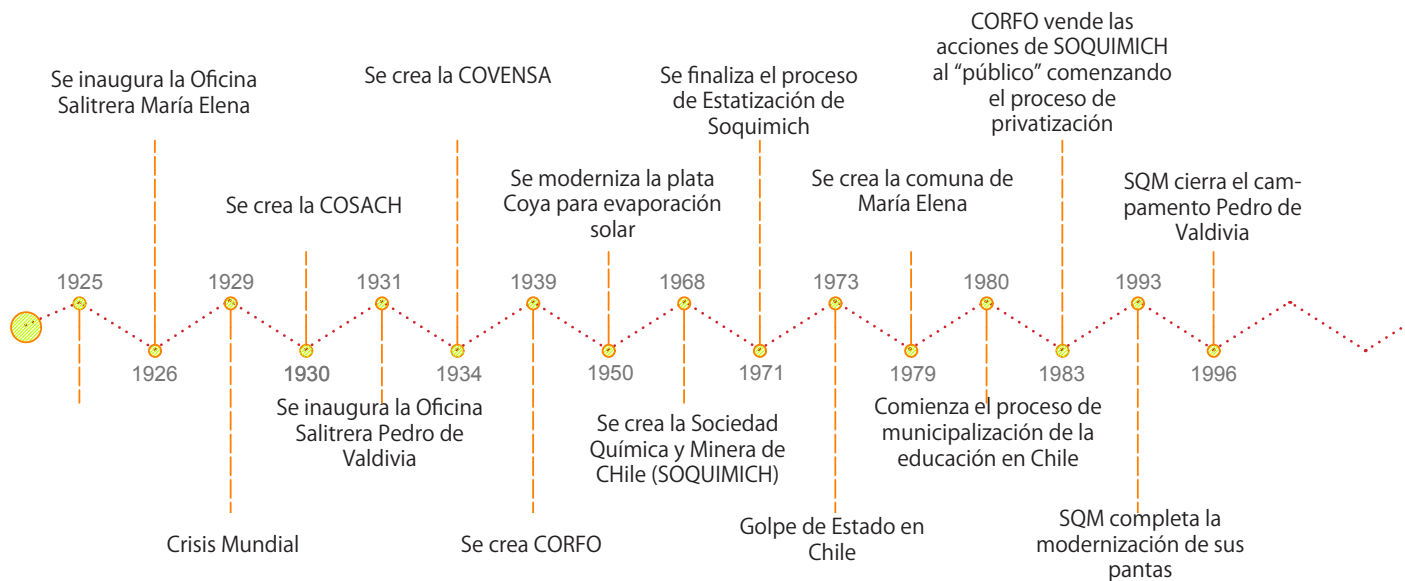 CORFO vende las
acciones de SOQUIMICH
al “público” comenzando
el proceso de
privatización
Se inaugura la Oficina
Salitrera María Elena
Se crea la COVENSA
Se finaliza el proceso
de Estatización de
Soquimich
Se crea la COSACH
Se moderniza la plata
Coya para evaporación
solar
Se crea la comuna de
María Elena
SQM cierra el cam-
pamento Pedro de
Valdivia
1925
1929
1931
1939
1968
1973
1980
1993
1926
1930
1934
1950
1971
1979
1983
1996
Se inaugura la Oficina
Salitrera Pedro de
Valdivia
Se crea la Sociedad
Química y Minera de
CHile (SOQUIMICH)
Comienza el proceso de
municipalización de la
educación en Chile
Crisis Mundial
Se crea CORFO
Golpe de Estado en
Chile
SQM completa la
modernización de sus
pantas